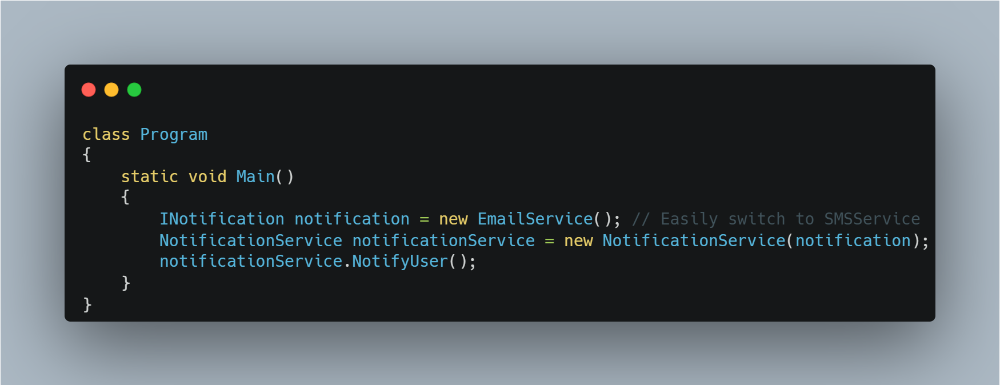 class Program
{
    static void Main()
    {
        INotification notification = new EmailService(); // Easily switch to SMSService
        NotificationService notificationService = new NotificationService(notification);
        notificationService.NotifyUser();
    }
}